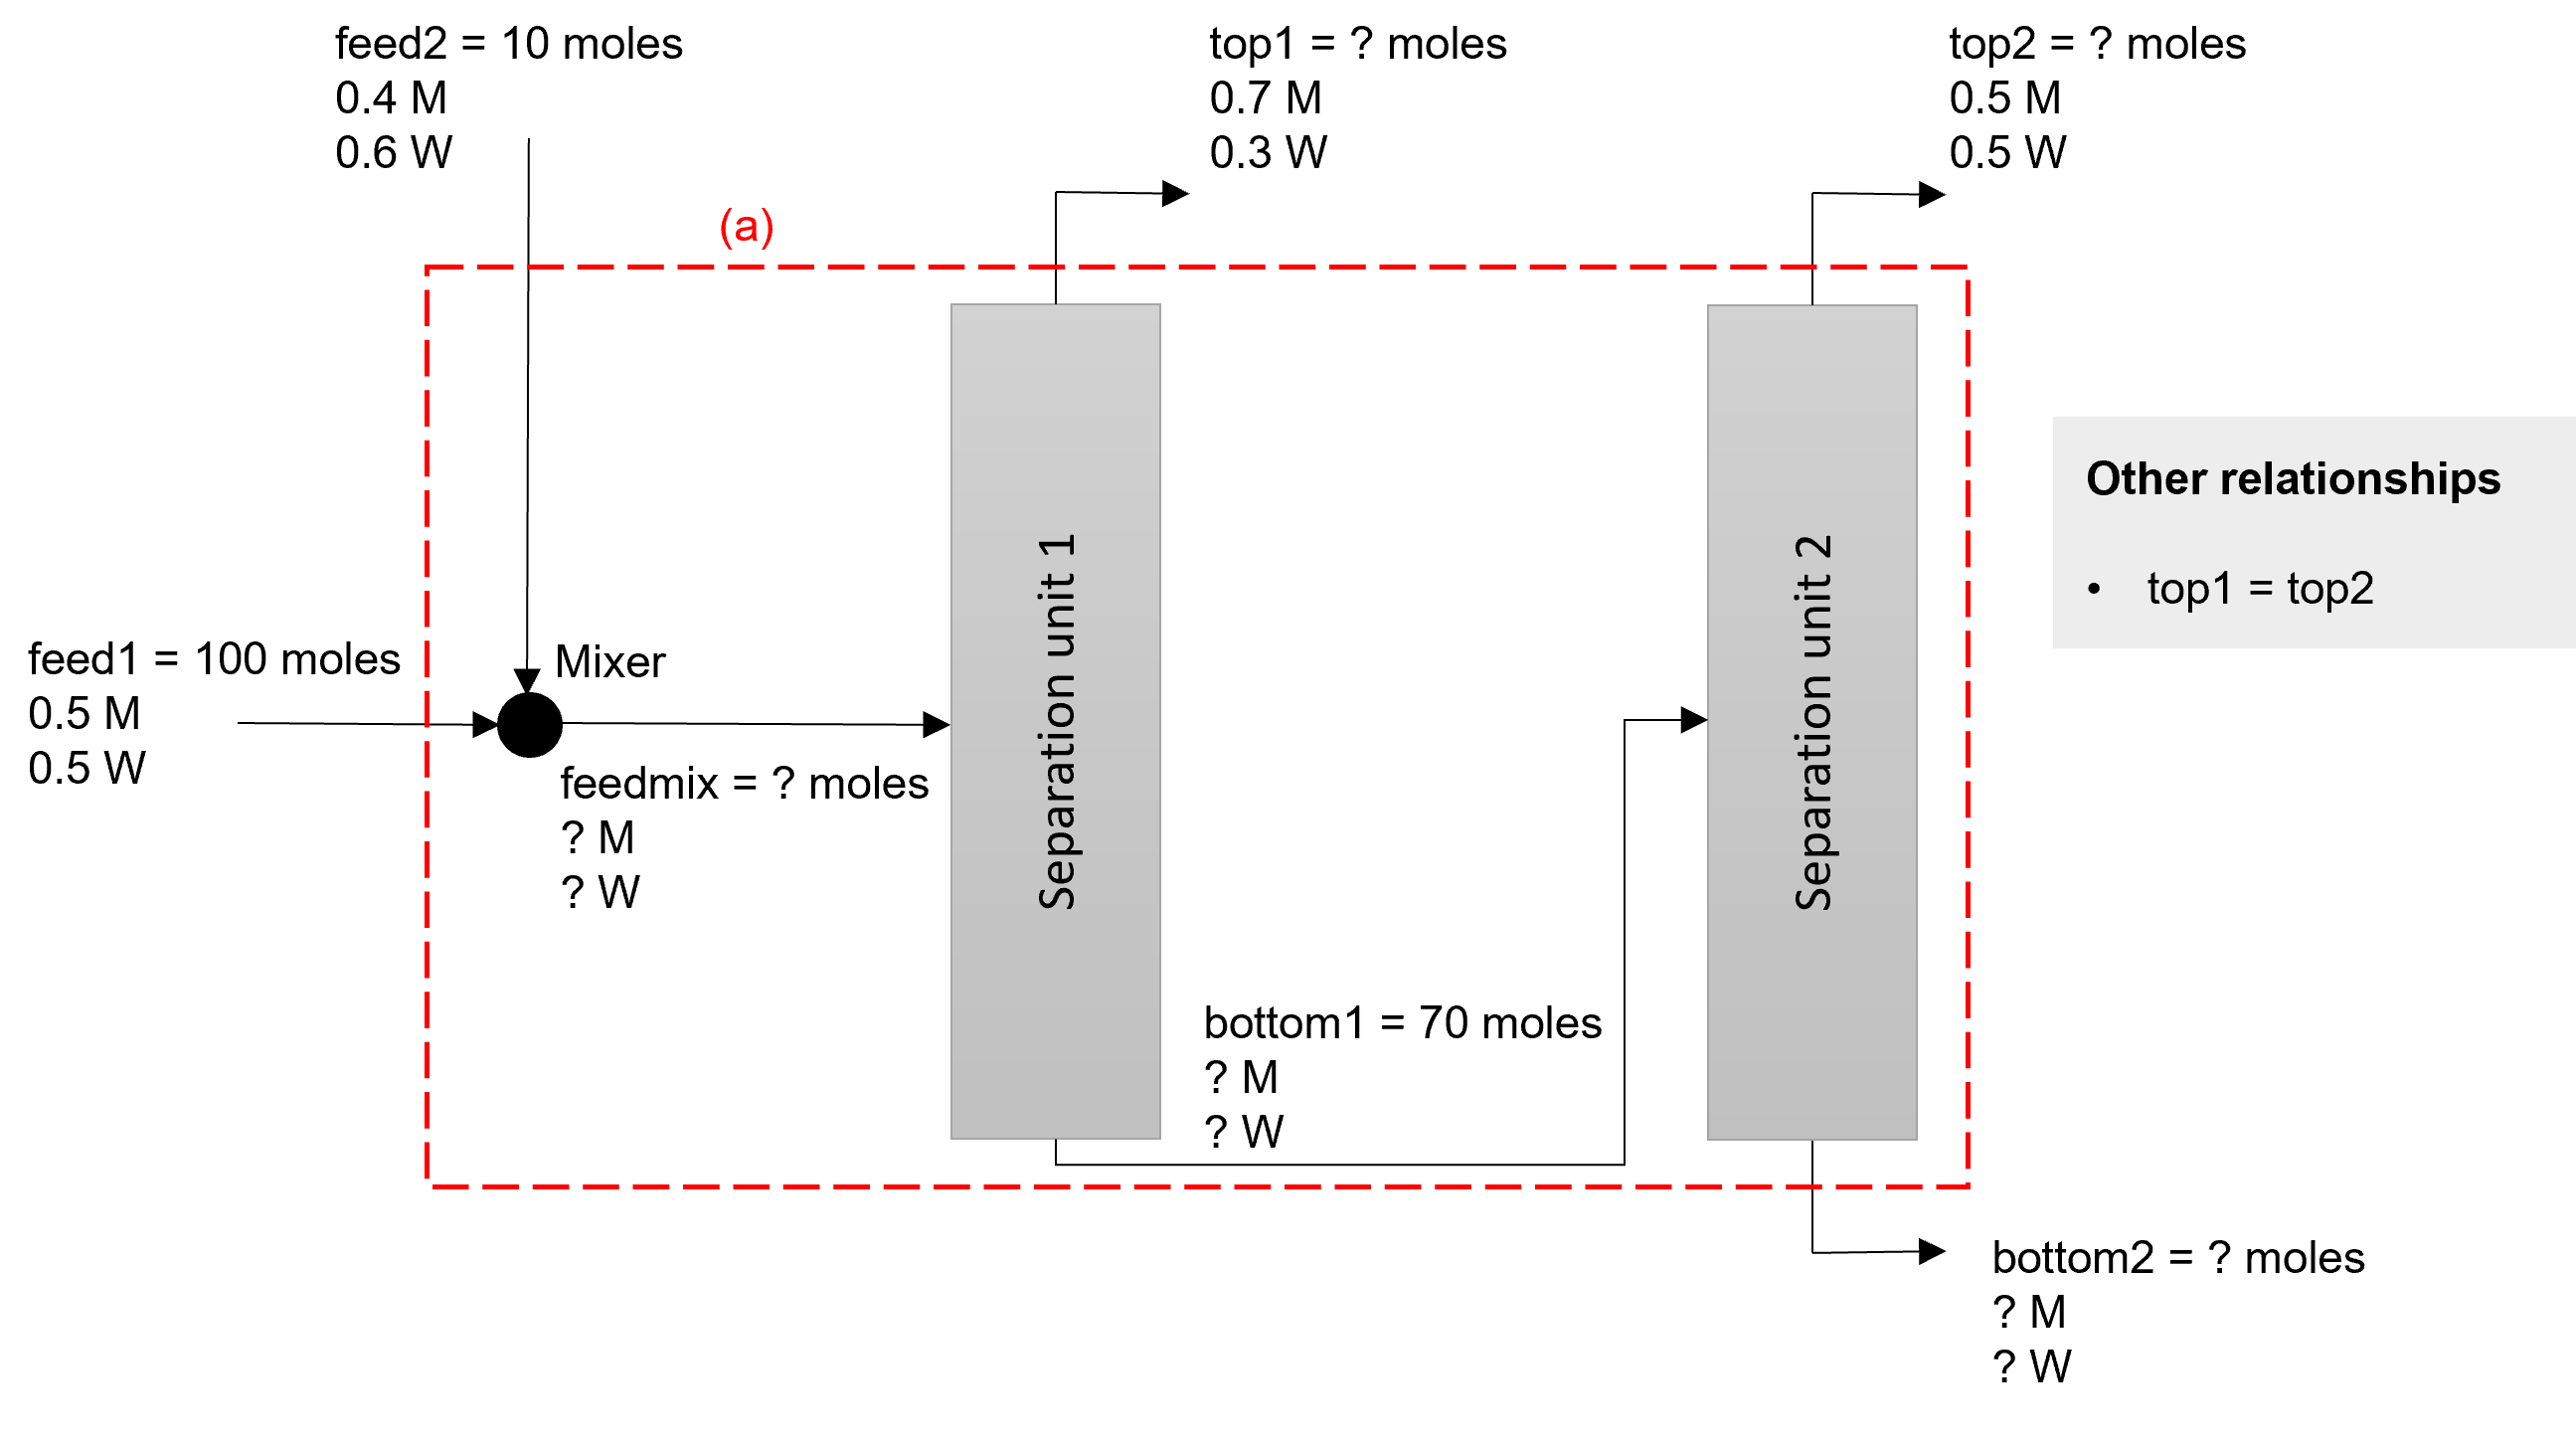 feed2 = 10 moles
0.4 M
0.6 W
top1 = ? moles
0.7 M
0.3 W
top2 = ? moles
0.5 M
0.5 W
(a)
Separation unit 1
Separation unit 2
Other relationships
• top1 = top2
feed1 = 100 moles
0.5 M
0.5 W
Mixer
feedmix = ? moles
? M
? W
bottom1 = 70 moles
? M
? W
bottom2 = ? moles
? M
? W